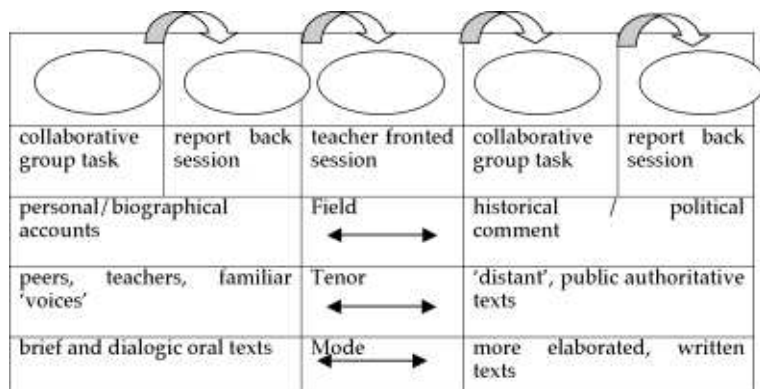 collaborative group task
report back session
teacher fronted session
collaborative group task
report back session
personal/biographical accounts
Field
historical / political comment
peers, teachers, familiar 'voices'
Tenor
'distant', public authoritative texts
brief and dialogic oral texts
Mode
more elaborated, written texts